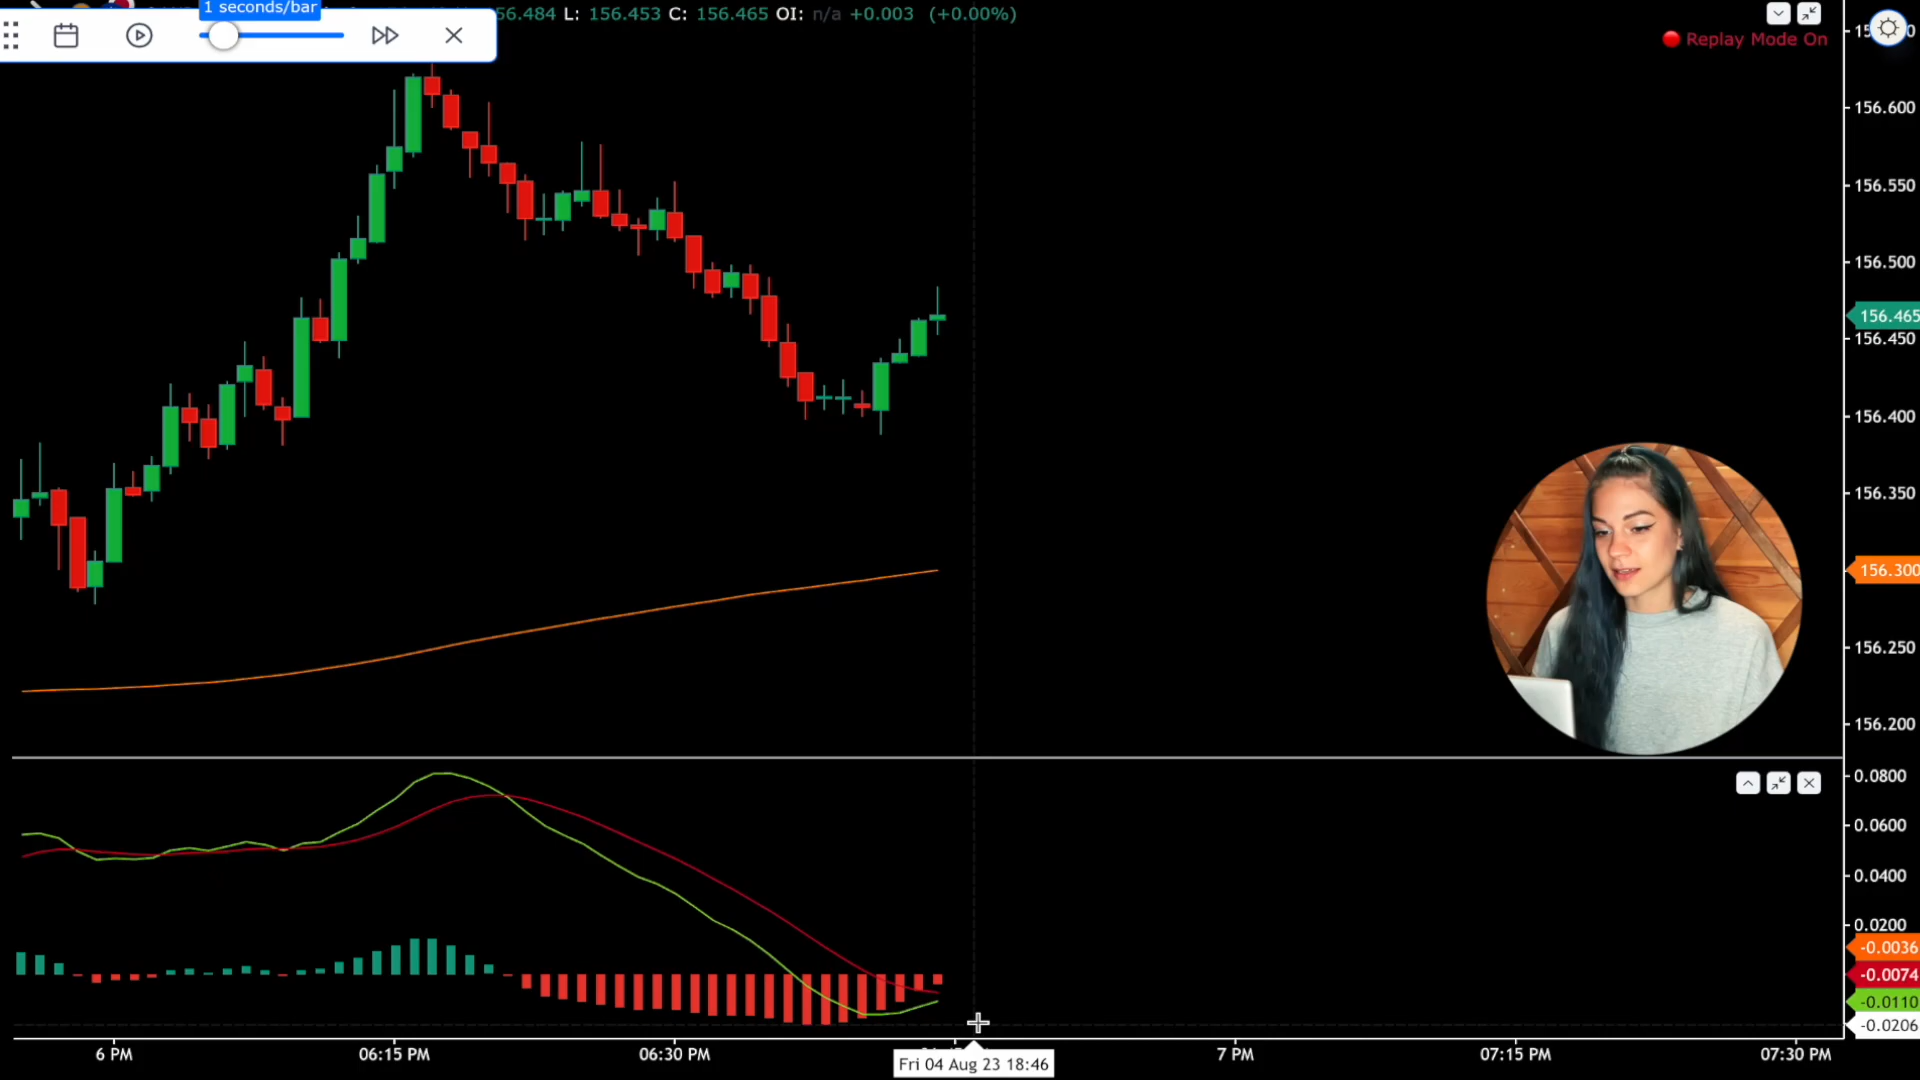 1 seconds/bar
56.484 L: 156.453 C: 156.465 OI: n/a +0.003 (+0.00%)
Replay Mode On
156.600
156.550
156.500
156.465
156.450
156.400
156.350
156.300
156.250
156.200
0.0800
0.0600
0.0400
0.0200
-0.0036
-0.0074
-0.0110
-0.0206
6 PM
06:15 PM
06:30 PM
7 PM
07:15 PM
07:30 PM
Fri 04 Aug 23 18:46